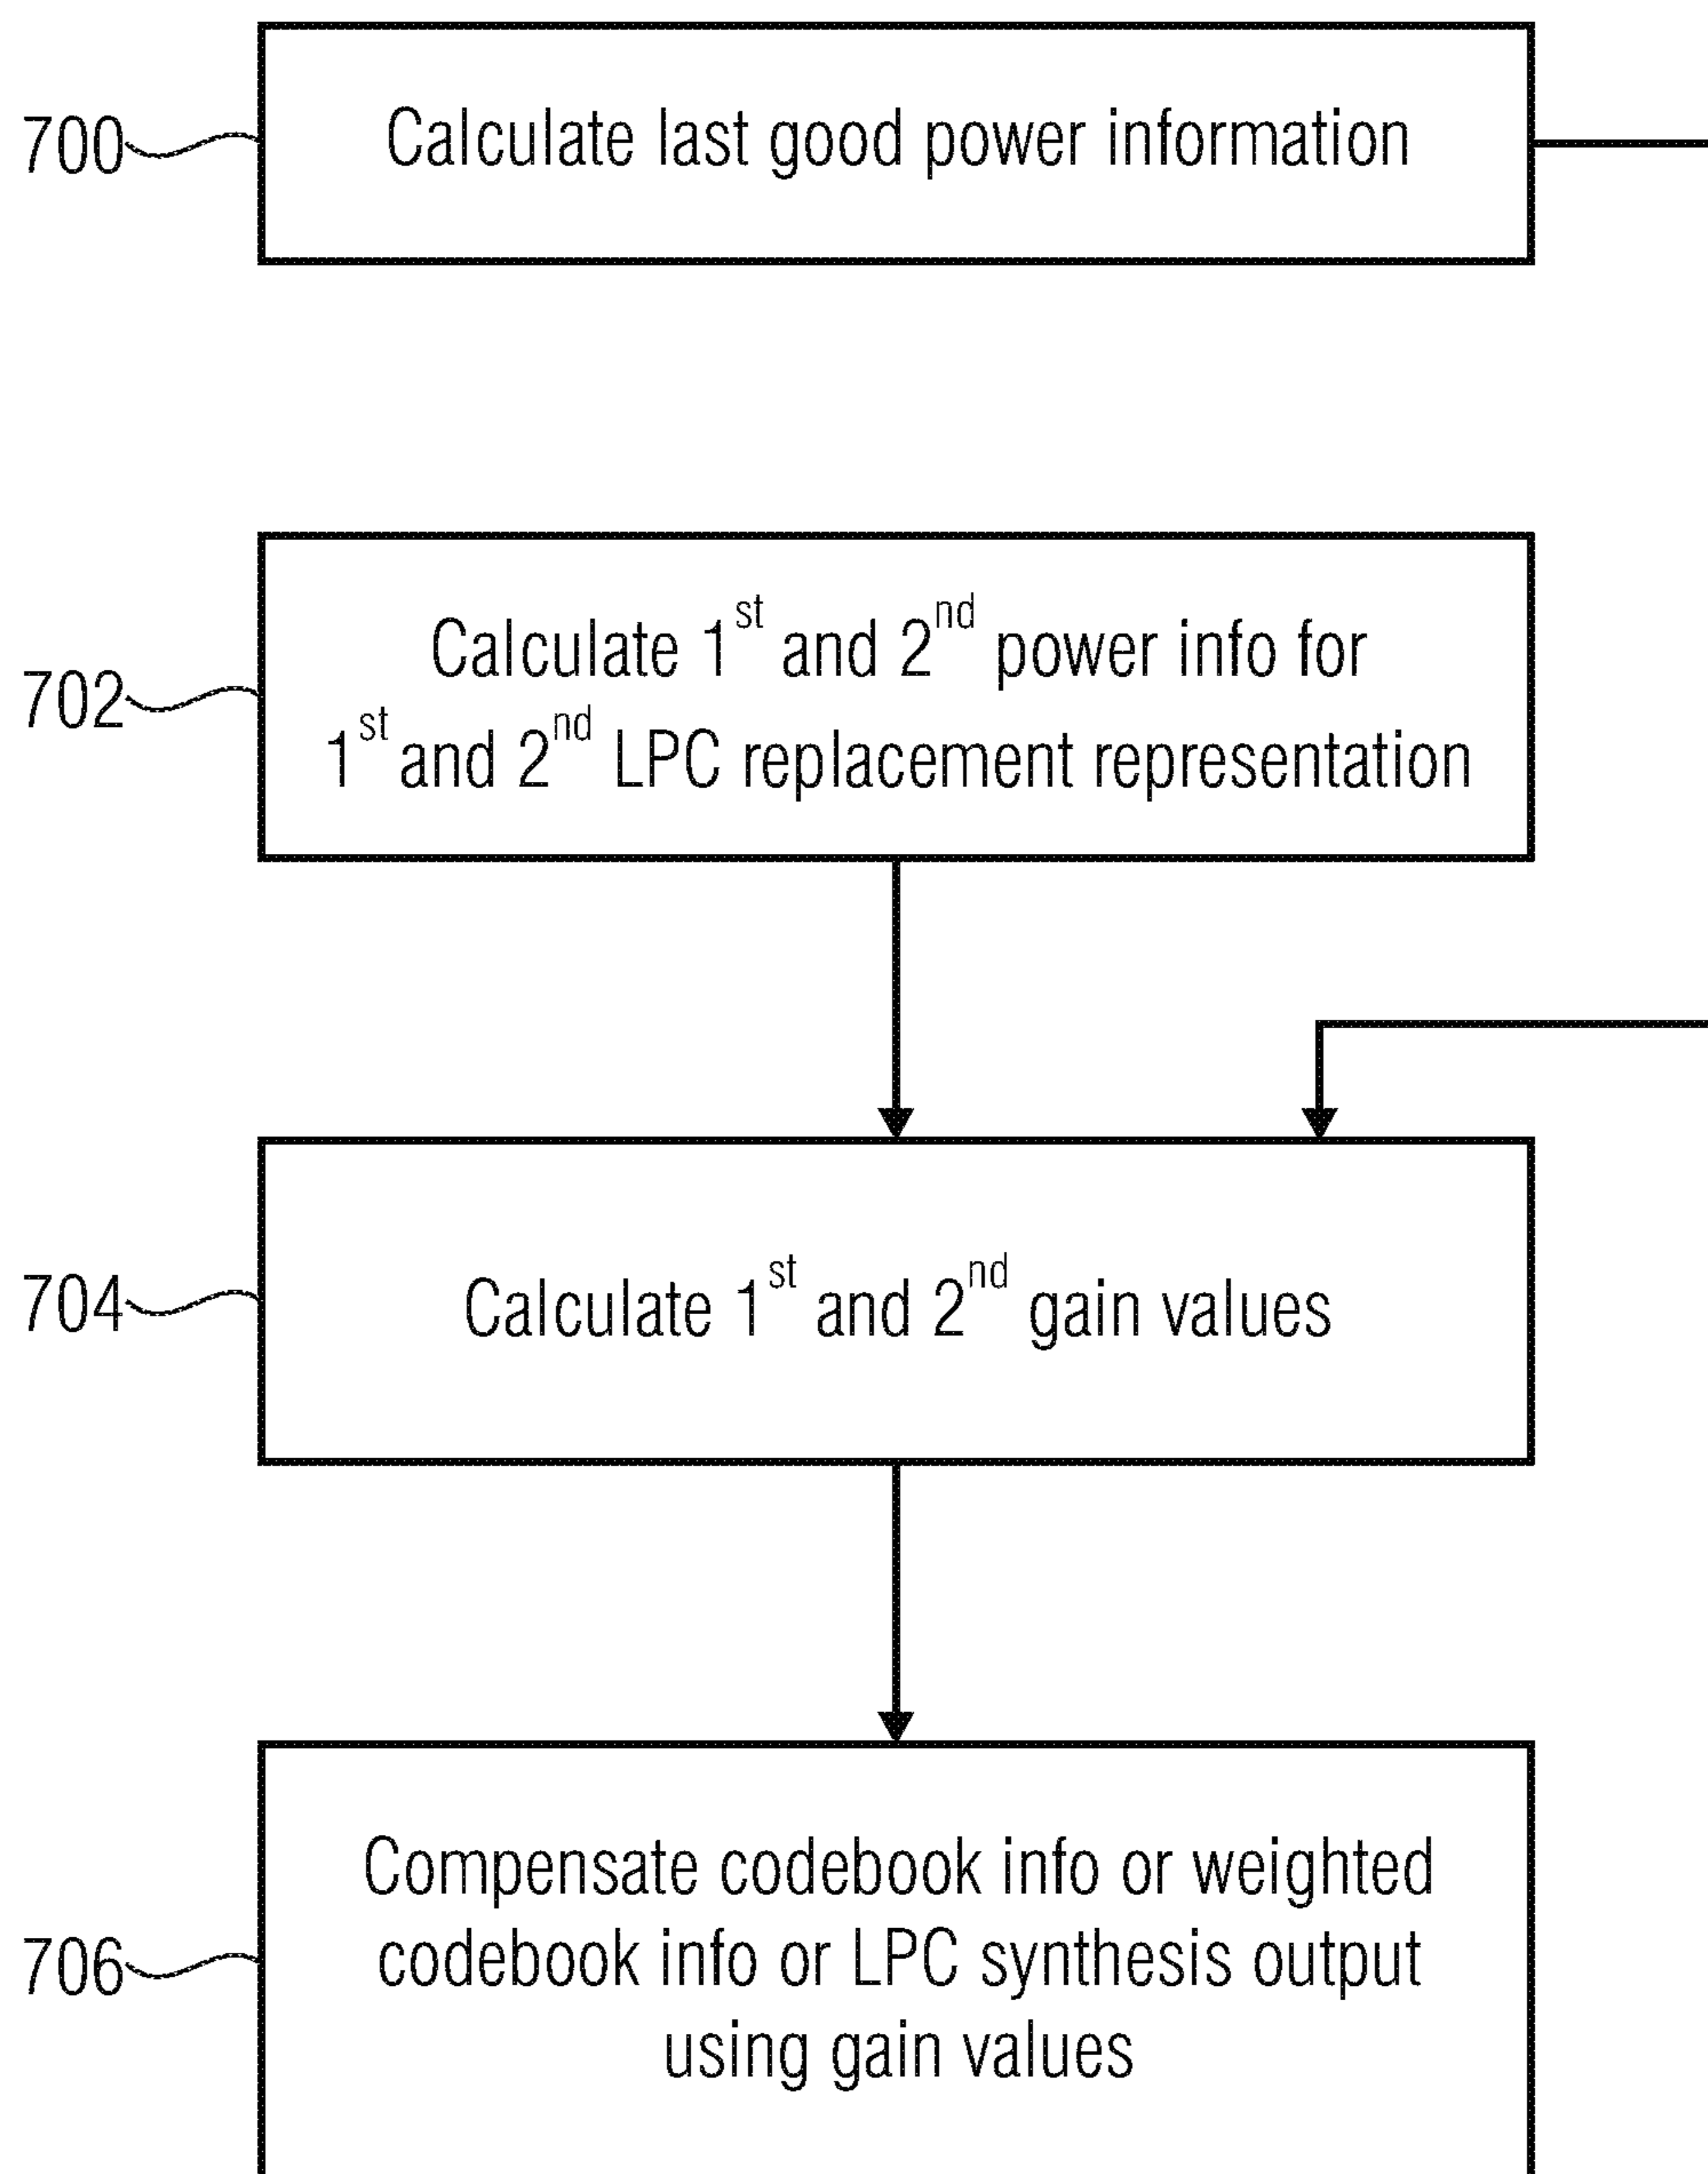 700
Calculate last good power information
702
Calculate 1st and 2nd power info for
1st and 2nd LPC replacement representation
704
Calculate 1st and 2nd gain values
706
Compensate codebook info or weighted
codebook info or LPC synthesis output
using gain values